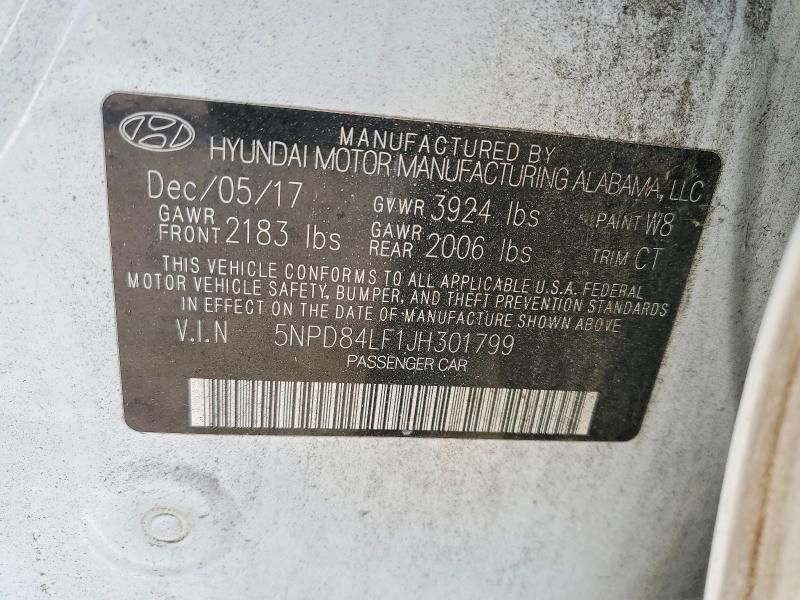 MANUFACTURED BY
HYUNDAI MOTOR MANUFACTURING ALABAMA, LLC
Dec/05/17 GVWR 3924 lbs PAINT W8
GAWR FRONT 2183 lbs GAWR REAR 2006 lbs TRIM CT
THIS VEHICLE CONFORMS TO ALL APPLICABLE U.S.A. FEDERAL
MOTOR VEHICLE SAFETY, BUMPER, AND THEFT PREVENTION STANDARDS
IN EFFECT ON THE DATE OF MANUFACTURE SHOWN ABOVE
V.I.N 5NPD84LF1JH301799
PASSENGER CAR